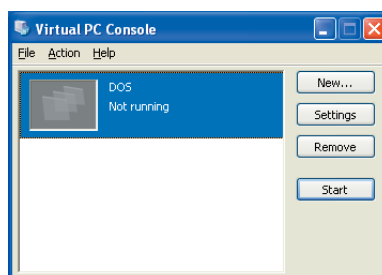 Virtual PC Console
File Action Help
DOS
Not running
New...
Settings
Remove
Start